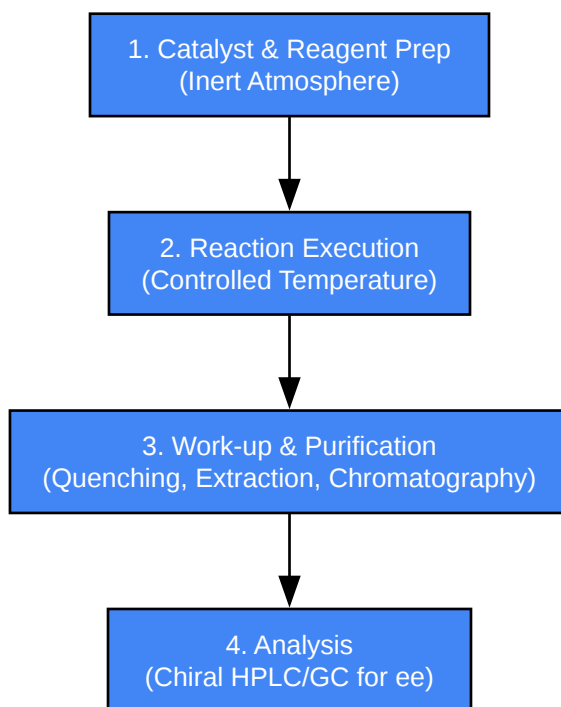 1. Catalyst & Reagent Prep
(Inert Atmosphere)
2. Reaction Execution
(Controlled Temperature)
3. Work-up & Purification
(Quenching, Extraction, Chromatography)
4. Analysis
(Chiral HPLC/GC for ee)